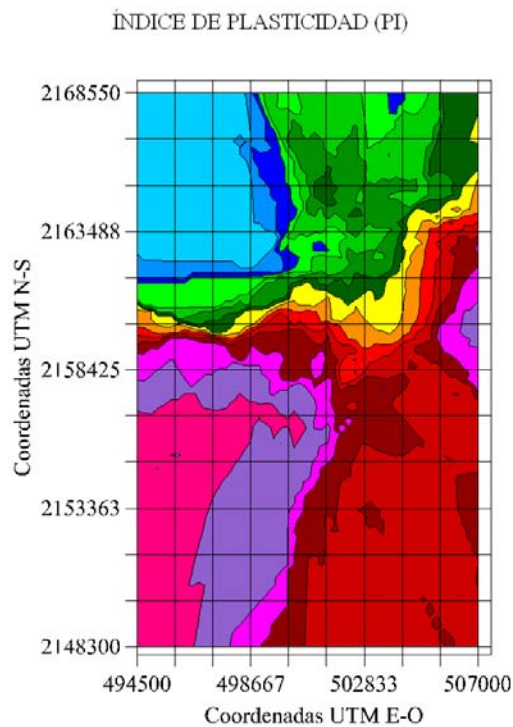 ÍNDICE DE PLASTICIDAD (PI)
2168550
2163488
2158425
2153363
2148300
Coordenadas UTM N-S
494500 498667 502833 507000
Coordenadas UTM E-O